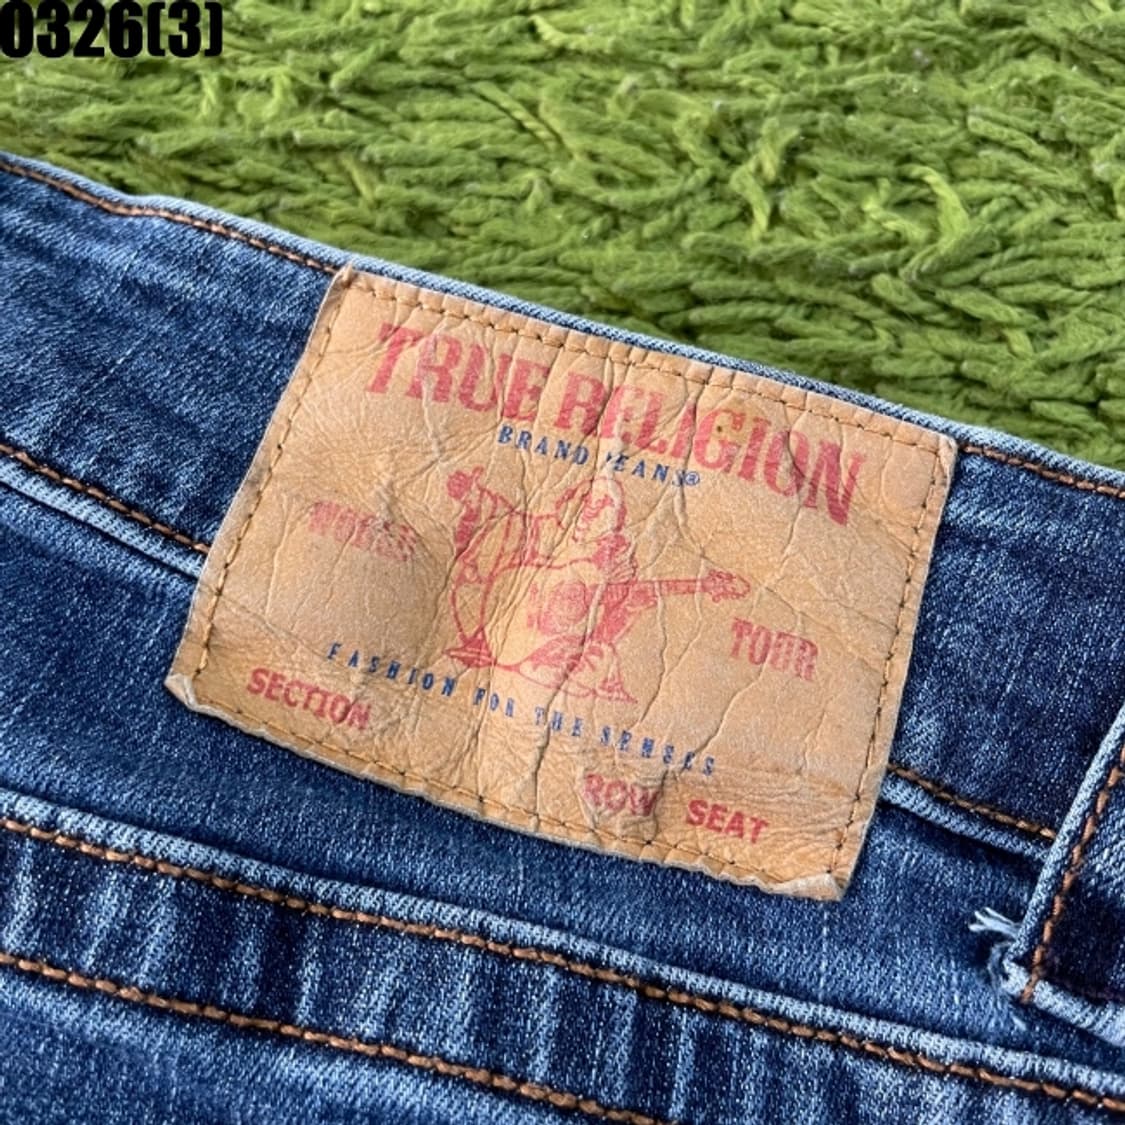 0326(3)
TRUE RELIGION
BRAND JEANS®
WORLD
TOUR
FASHION FOR THE SENSES
SECTION
ROW SEAT